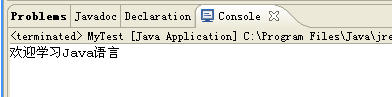 Problems Javadoc Declaration Console
<terminated> MyTest [Java Application] C:\Program Files\Java\jre
欢迎学习Java语言